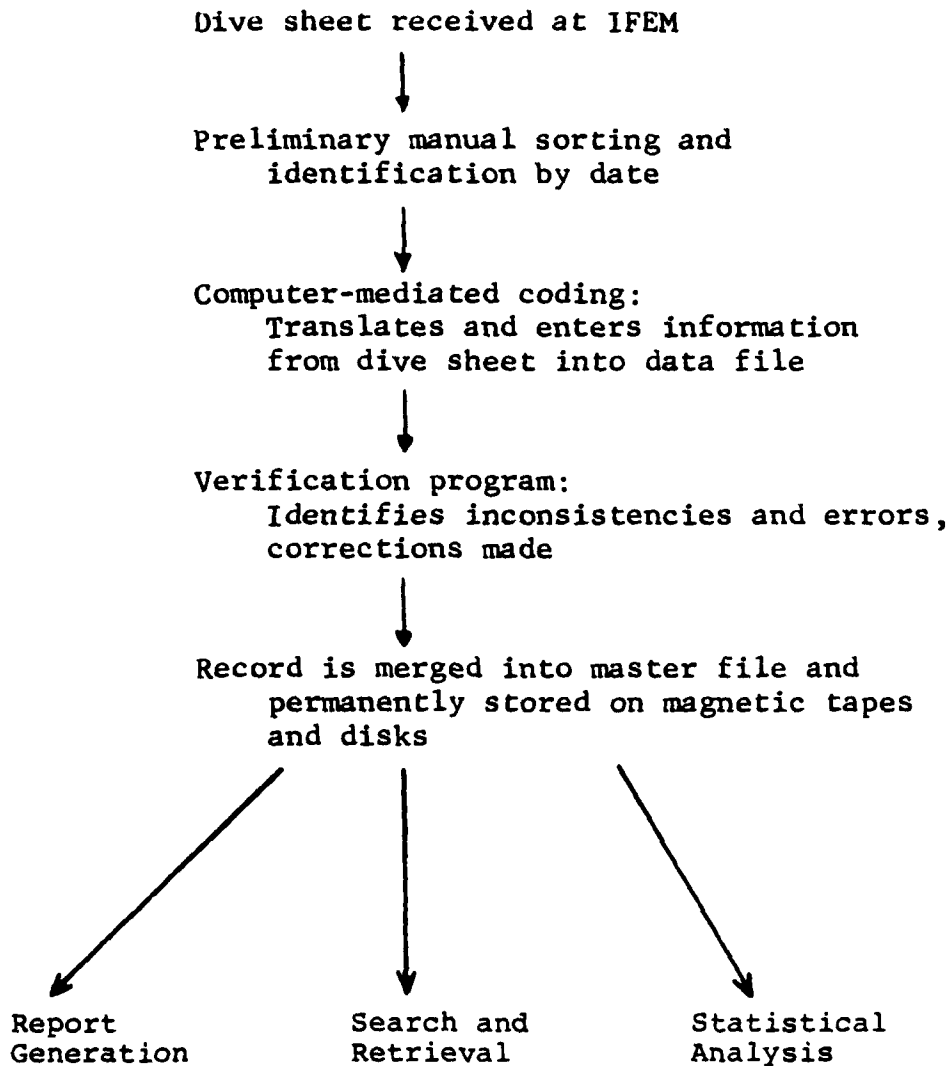 Dive sheet received at IFEM
Preliminary manual sorting and
identification by date
Computer-mediated coding:
Translates and enters information
from dive sheet into data file
Verification program:
Identifies inconsistencies and errors,
corrections made
Record is merged into master file and
permanently stored on magnetic tapes
and disks
Report
Generation
Search and
Retrieval
Statistical
Analysis